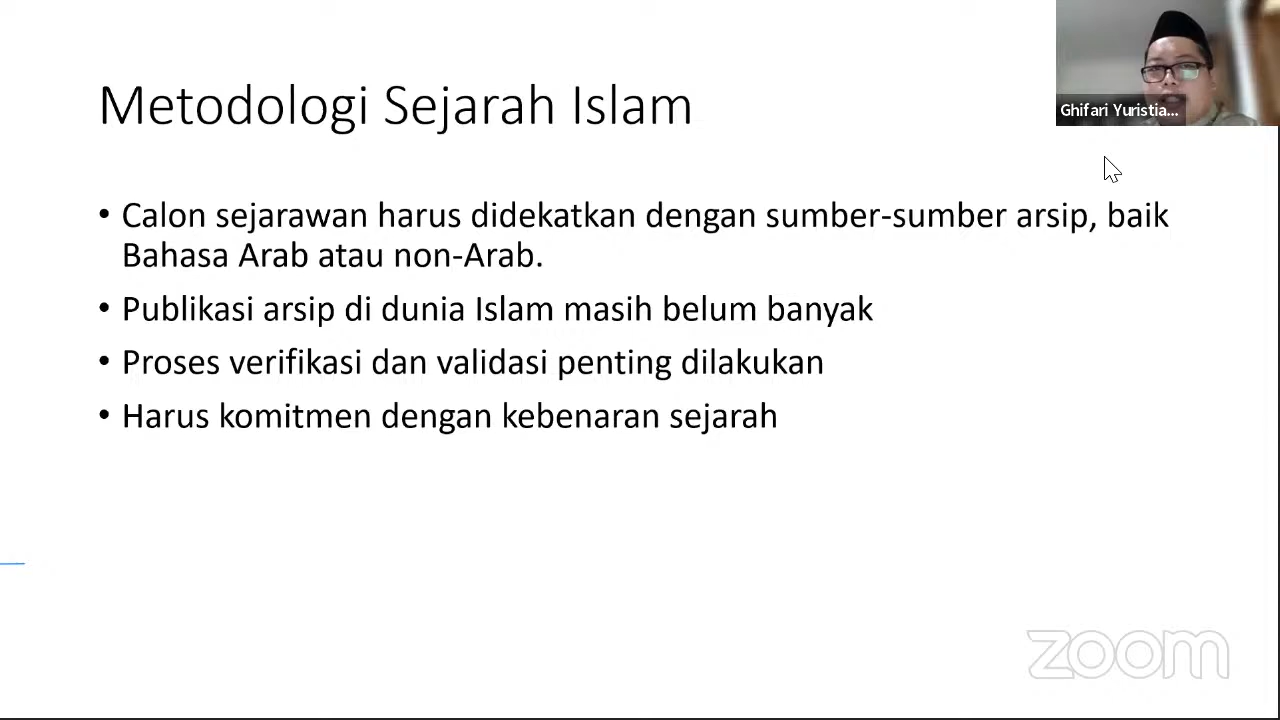 Metodologi Sejarah Islam
Ghifari Yuristia...
• Calon sejarawan harus didekatkan dengan sumber-sumber arsip, baik
Bahasa Arab atau non-Arab.
• Publikasi arsip di dunia Islam masih belum banyak
• Proses verifikasi dan validasi penting dilakukan
• Harus komitmen dengan kebenaran sejarah
zoom